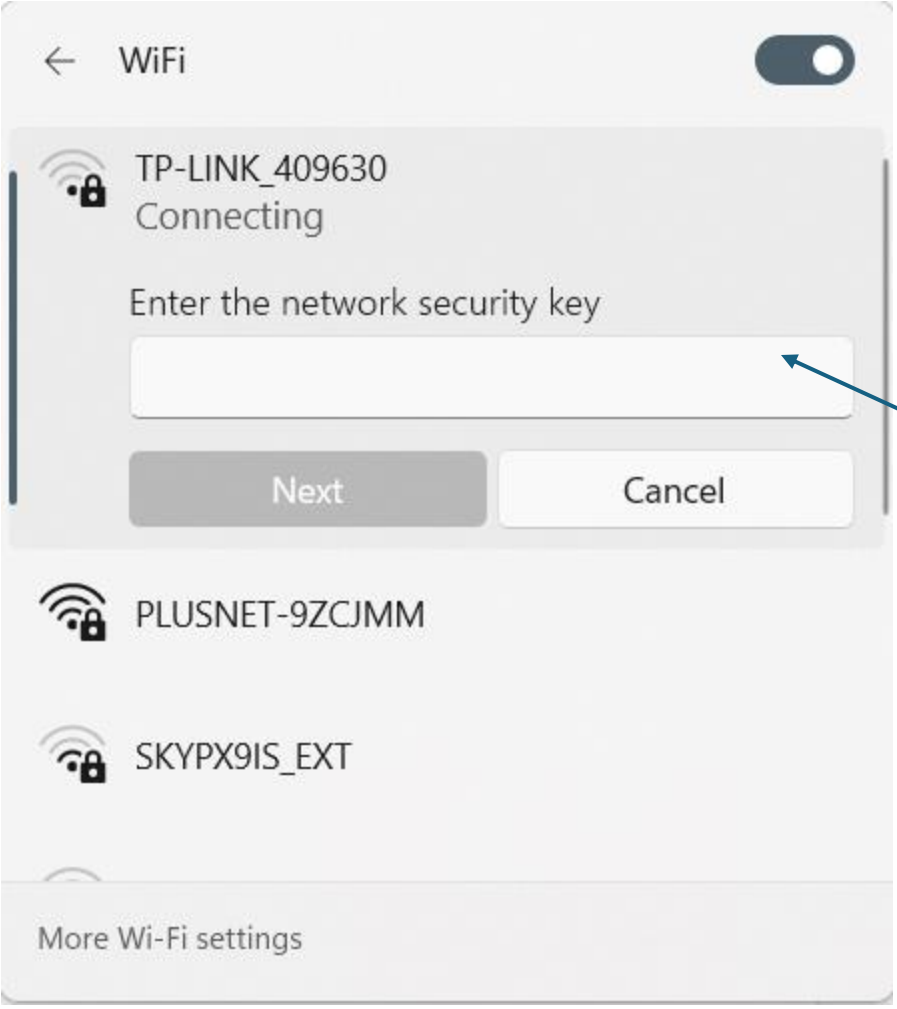 WiFi
TP-LINK_409630
Connecting
Enter the network security key
Next
Cancel
PLUSNET-9ZCJMM
SKYPX9IS_EXT
More Wi-Fi settings